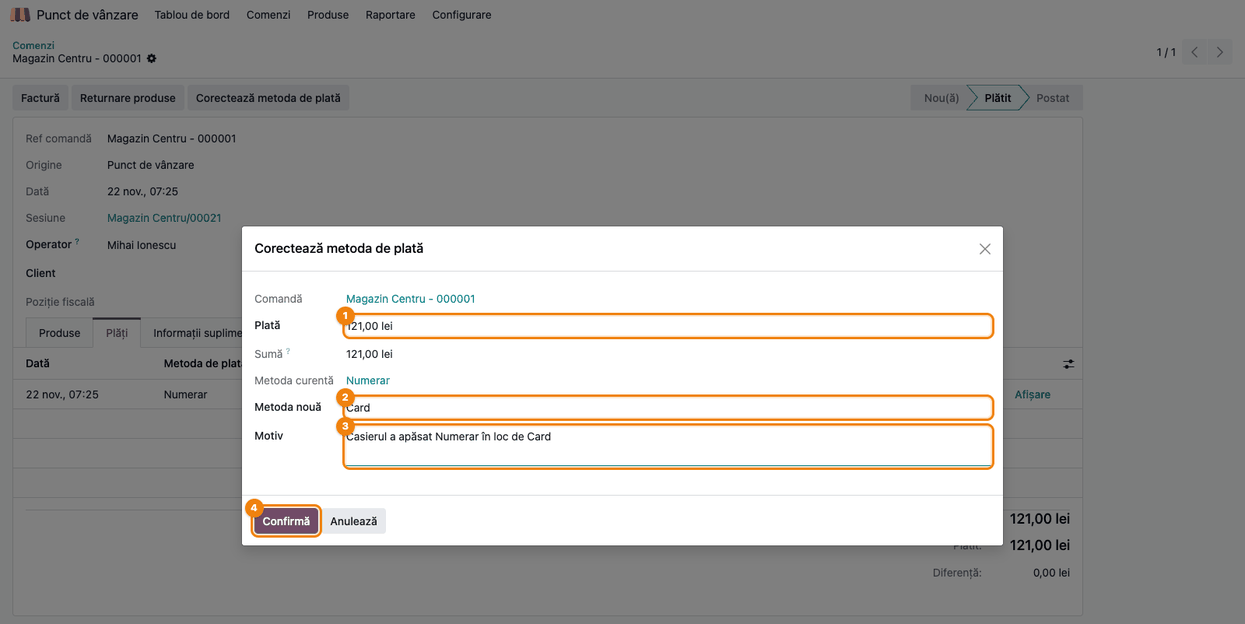 Punct de vânzare Tablou de bord Comenzi Produse Raportare Configurare
Comenzi
Magazin Centru - 000001
1 / 1
Factură Returnare produse Corectează metoda de plată
Nou(ă) Plătit Postat
Ref comandă Magazin Centru - 000001
Origine Punct de vânzare
Dată 22 nov., 07:25
Sesiune Magazin Centru/00021
Operator ? Mihai Ionescu
Client
Poziție fiscală
Produse Plăți Informații suplime
Dată Metoda de plat
22 nov., 07:25 Numerar Afișare
Corectează metoda de plată
Comandă Magazin Centru - 000001
1
Plată 121,00 lei
Sumă ? 121,00 lei
Metoda curentă Numerar
2
Metoda nouă Card
3
Motiv Casierul a apăsat Numerar în loc de Card
4
Confirmă Anulează
121,00 lei
Plătit: 121,00 lei
Diferență: 0,00 lei